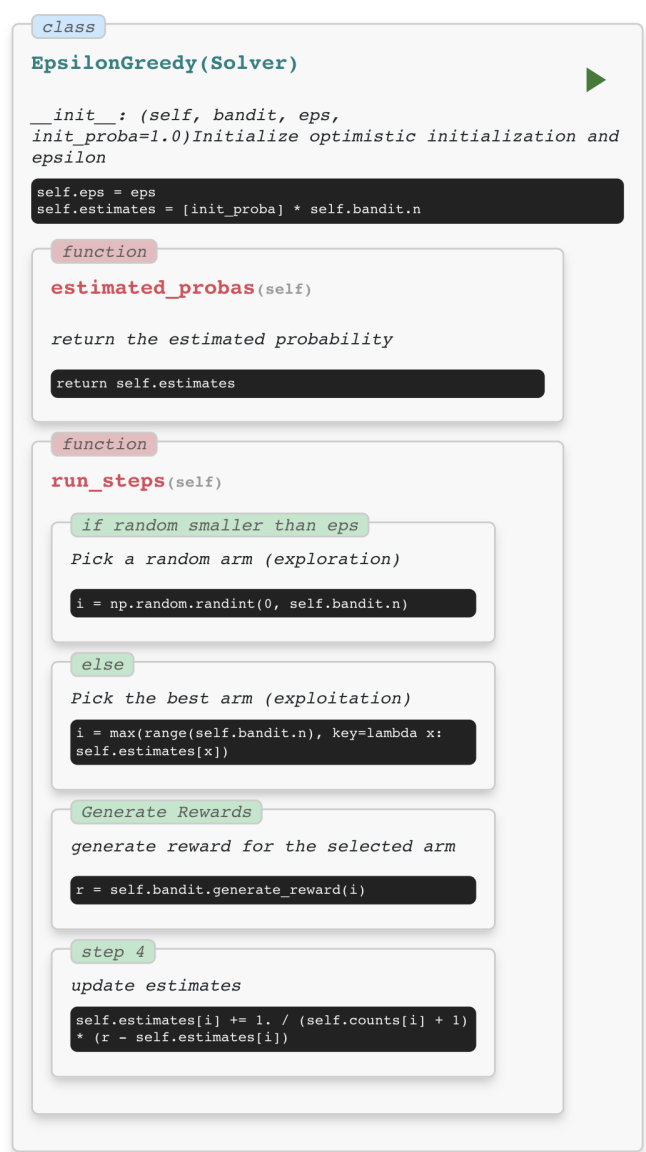 class
EpsilonGreedy(Solver)
__init__: (self, bandit, eps,
init_proba=1.0)Initialize optimistic initialization and
epsilon
self.eps = eps
self.estimates = [init_proba] * self.bandit.n
function
estimated_probas(self)
return the estimated probability
return self.estimates
function
run_steps(self)
if random smaller than eps
Pick a random arm (exploration)
i = np.random.randint(0, self.bandit.n)
else
Pick the best arm (exploitation)
i = max(range(self.bandit.n), key=lambda x:
self.estimates[x])
Generate Rewards
generate reward for the selected arm
r = self.bandit.generate_reward(i)
step 4
update estimates
self.estimates[i] += 1. / (self.counts[i] + 1)
* (r - self.estimates[i])